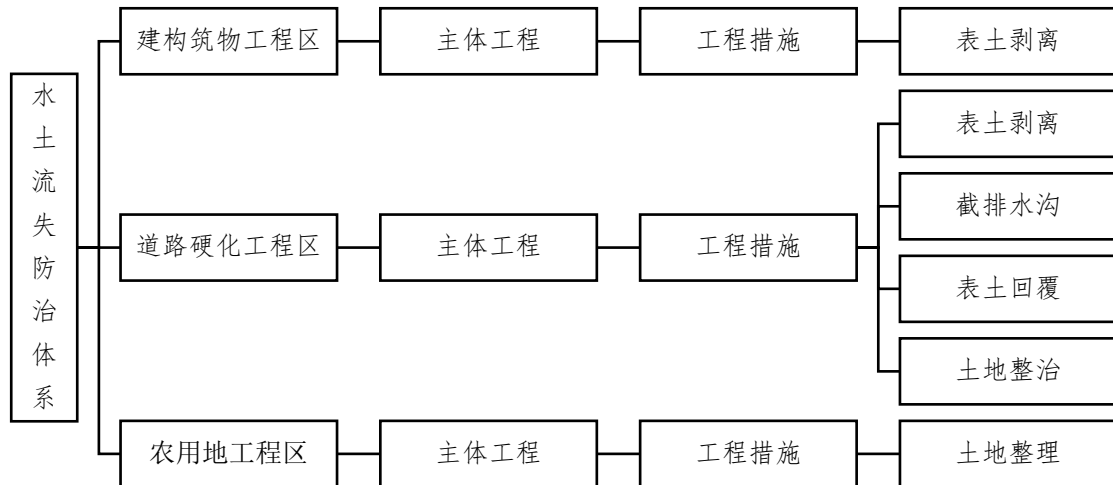 水土流失防治体系
建构筑物工程区
主体工程
工程措施
表土剥离
道路硬化工程区
主体工程
工程措施
表土剥离
截排水沟
表土回覆
土地整治
农用地工程区
主体工程
工程措施
土地整理